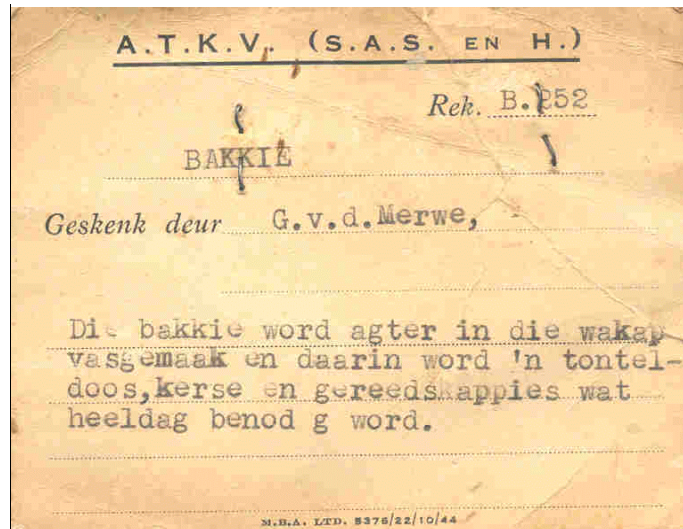 A.T.K.V. (S.A.S. EN H.)
Rek. B.252
BAKKIE
Geskenk deur G.v.d.Merwe,
Die bakkie word agter in die wakap
vasgemaak en daarin word 'n tontel-
doos,kerse en gereedskappies wat
heeldag benod g word.
M.B.A. LTD. 5376/22/10/44